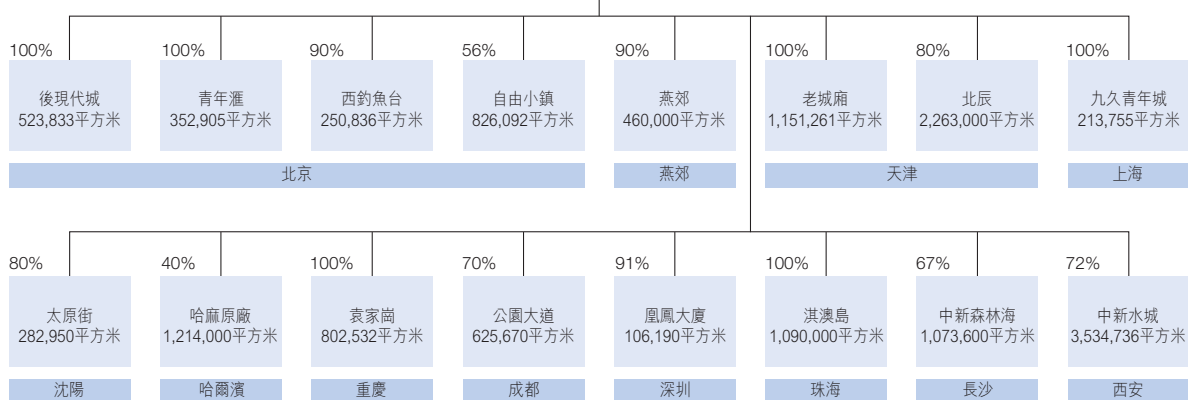 100% 100% 90% 56% 90% 100% 80% 100%
後現代城 青年滙 西釣魚台 自由小鎮 燕郊 老城廂 北辰 九久青年城
523,833平方米 352,905平方米 250,836平方米 826,092平方米 460,000平方米 1,151,261平方米 2,263,000平方米 213,755平方米
北京 燕郊 天津 上海
80% 40% 100% 70% 91% 100% 67% 72%
太原街 哈麻原廠 袁家崗 公園大道 凰鳳大廈 淇澳島 中新森林海 中新水城
282,950平方米 1,214,000平方米 802,532平方米 625,670平方米 106,190平方米 1,090,000平方米 1,073,600平方米 3,534,736平方米
沈陽 哈爾濱 重慶 成都 深圳 珠海 長沙 西安